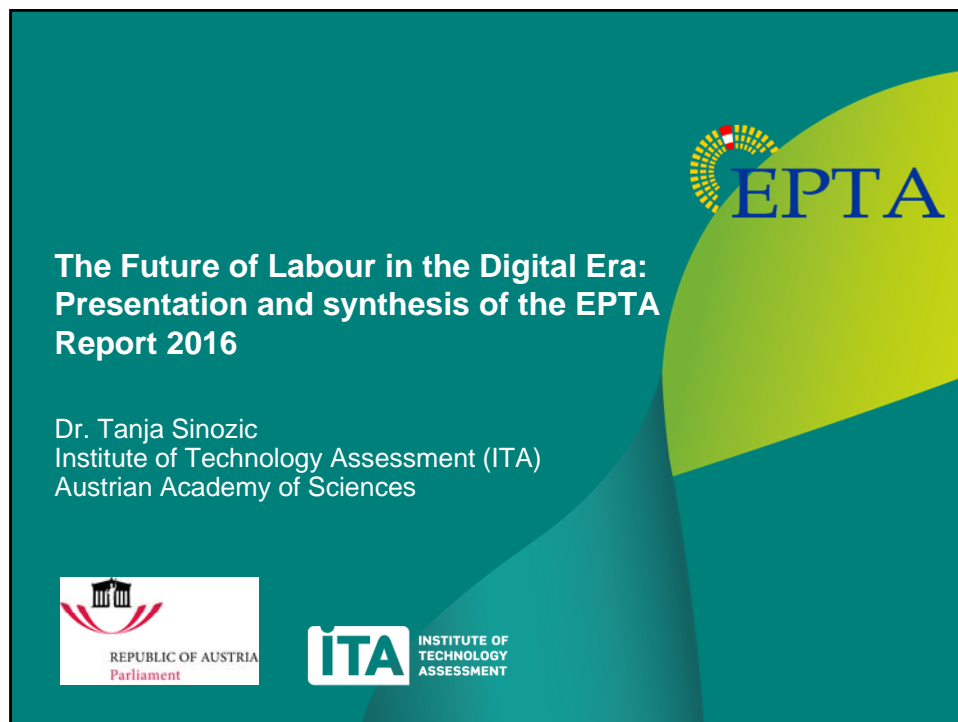 EPTA
The Future of Labour in the Digital Era:
Presentation and synthesis of the EPTA
Report 2016
Dr. Tanja Sinozic
Institute of Technology Assessment (ITA)
Austrian Academy of Sciences
REPUBLIC OF AUSTRIA
Parliament
ITA
INSTITUTE OF
TECHNOLOGY
ASSESSMENT